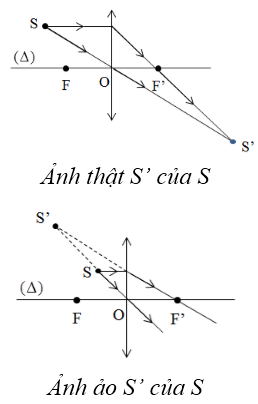 S
(Δ)
F
O
F'
S'
Ảnh thật S' của S
S'
S
(Δ)
F
O
F'
Ảnh ảo S' của S